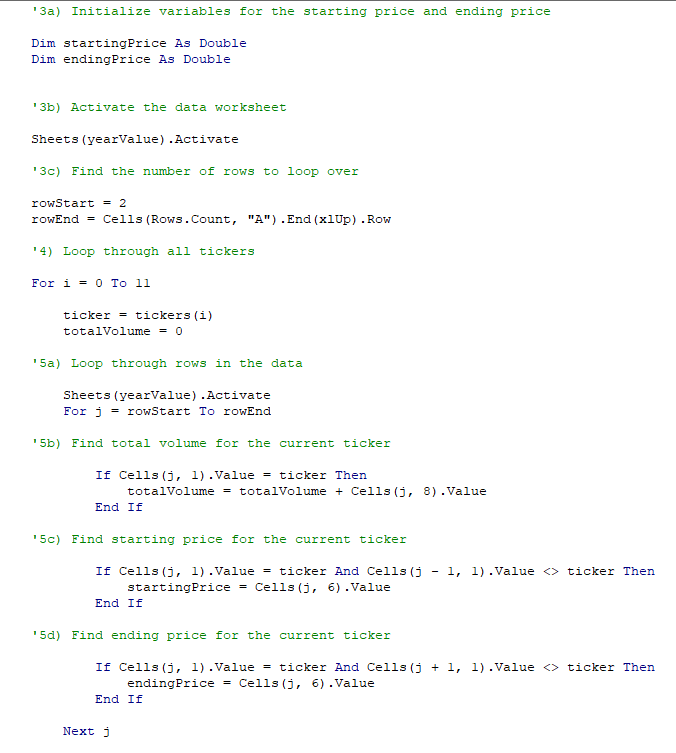 '3a) Initialize variables for the starting price and ending price
Dim startingPrice As Double
Dim endingPrice As Double
'3b) Activate the data worksheet
Sheets(yearValue).Activate
'3c) Find the number of rows to loop over
rowStart = 2
rowEnd = Cells(Rows.Count, "A").End(xlUp).Row
'4) Loop through all tickers
For i = 0 To 11
ticker = tickers(i)
totalVolume = 0
'5a) Loop through rows in the data
Sheets(yearValue).Activate
For j = rowStart To rowEnd
'5b) Find total volume for the current ticker
If Cells(j, 1).Value = ticker Then
totalVolume = totalVolume + Cells(j, 8).Value
End If
'5c) Find starting price for the current ticker
If Cells(j, 1).Value = ticker And Cells(j - 1, 1).Value <> ticker Then
startingPrice = Cells(j, 6).Value
End If
'5d) Find ending price for the current ticker
If Cells(j, 1).Value = ticker And Cells(j + 1, 1).Value <> ticker Then
endingPrice = Cells(j, 6).Value
End If
Next j